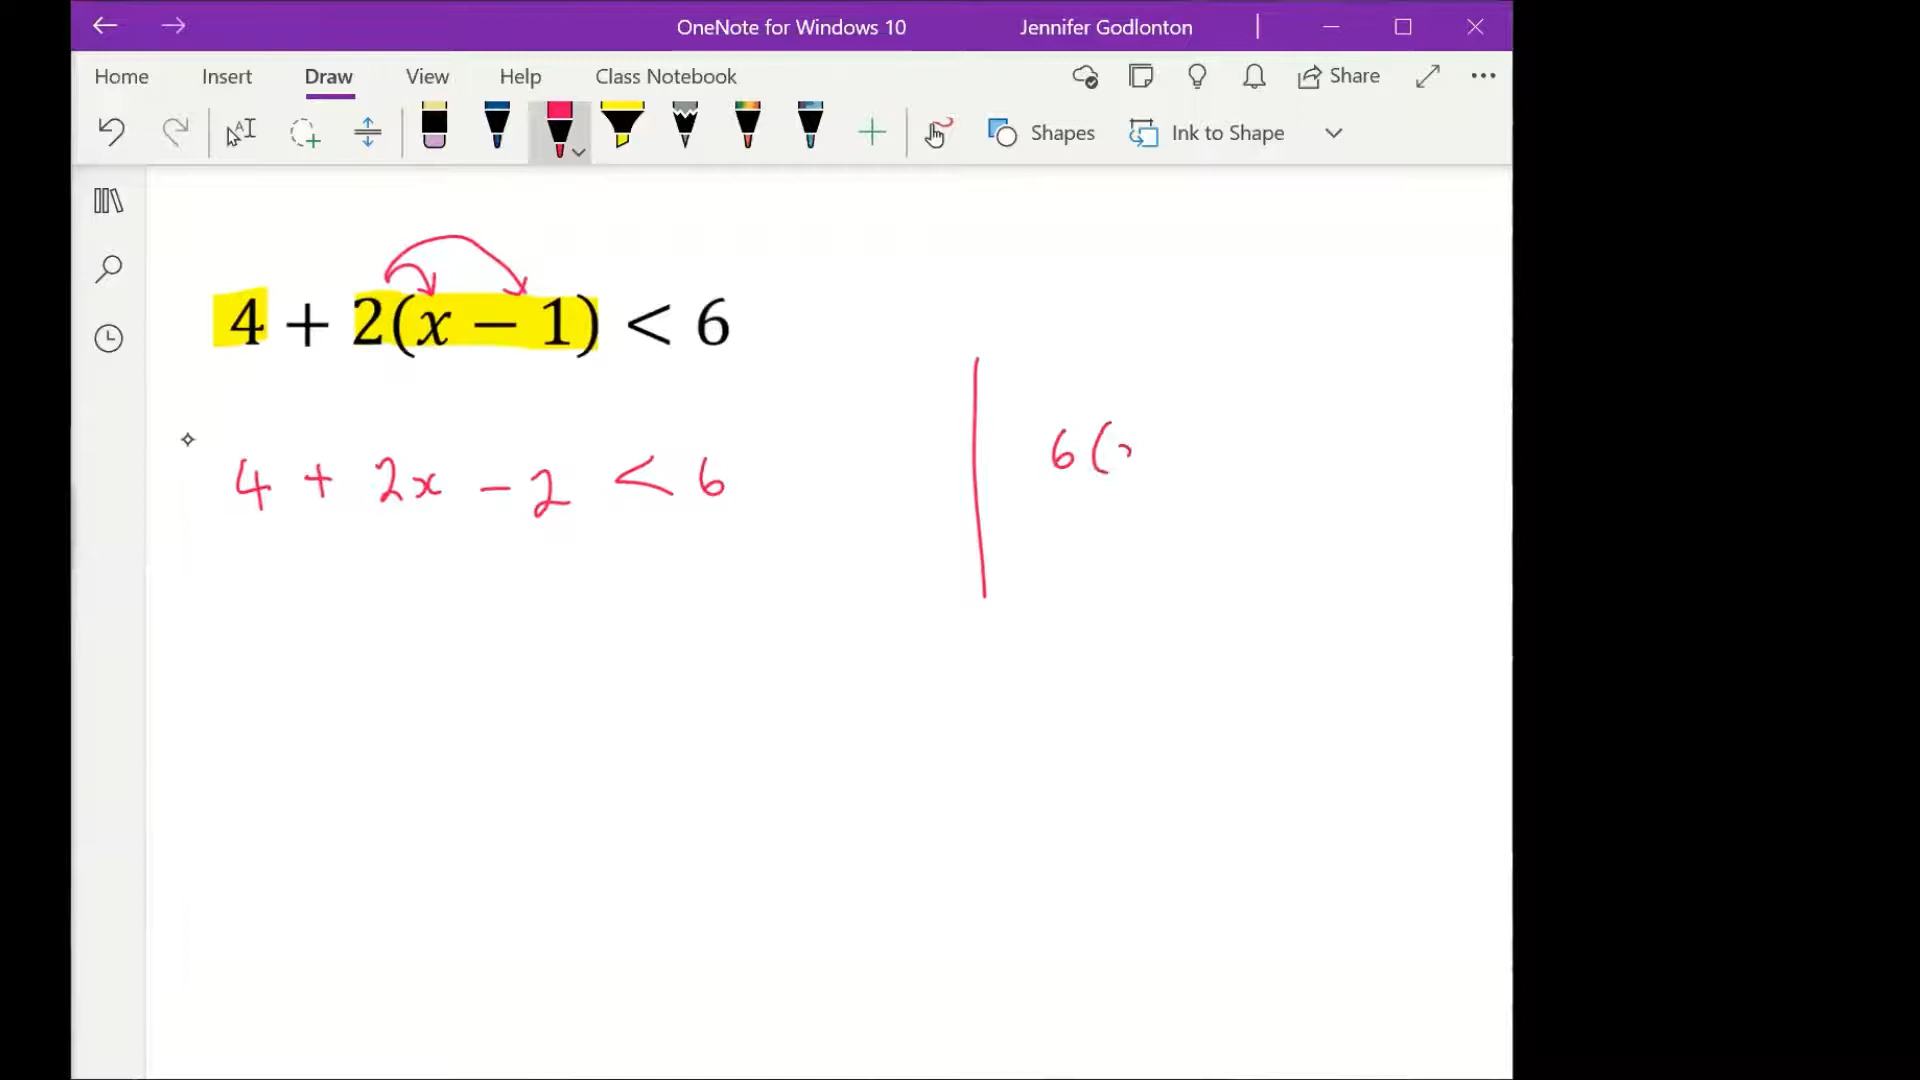 OneNote for Windows 10 Jennifer Godlonton
Home Insert Draw View Help Class Notebook Share
Shapes Ink to Shape
4 + 2(x − 1) < 6
6(
4 + 2x - 2 < 6